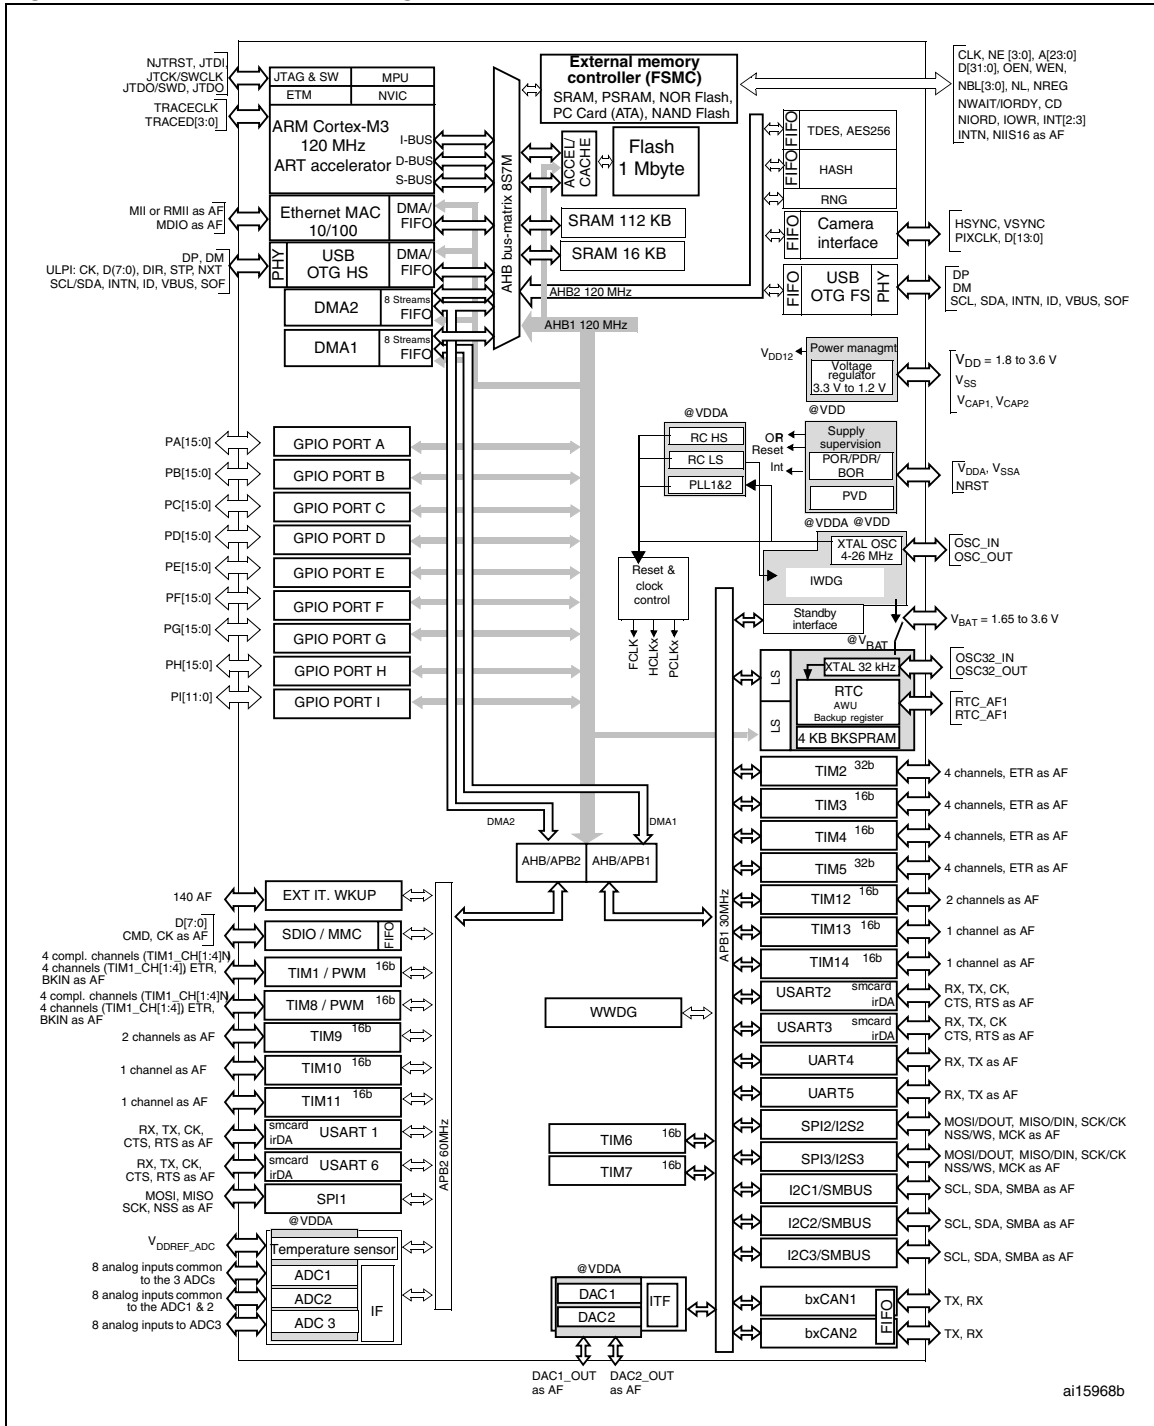 NJTRST, JTDI,
JTCK/SWCLK
JTDO/SWD, JTDO
TRACECLK
TRACED[3:0]
JTAG & SW
MPU
ETM
NVIC
ARM Cortex-M3
120 MHz
ART accelerator
I-BUS
D-BUS
S-BUS
MII or RMII as AF
MDIO as AF
Ethernet MAC
10/100
DMA/
FIFO
DP, DM
ULPI: CK, D(7:0), DIR, STP, NXT
SCL/SDA, INTN, ID, VBUS, SOF
PHY
USB
OTG HS
DMA/
FIFO
DMA2
8 Streams
FIFO
DMA1
8 Streams
FIFO
AHB bus-matrix 8S7M
External memory
controller (FSMC)
SRAM, PSRAM, NOR Flash,
PC Card (ATA), NAND Flash
ACCEL/
CACHE
Flash
1 Mbyte
SRAM 112 KB
SRAM 16 KB
AHB2 120 MHz
AHB1 120 MHz
CLK, NE [3:0], A[23:0]
D[31:0], OEN, WEN,
NBL[3:0], NL, NREG
NWAIT/IORDY, CD
NIORD, IOWR, INT[2:3]
INTN, NIIS16 as AF
FIFO
TDES, AES256
FIFO
HASH
RNG
FIFO
Camera
interface
HSYNC, VSYNC
PIXCLK, D[13:0]
FIFO
USB
OTG FS
PHY
DP
DM
SCL, SDA, INTN, ID, VBUS, SOF
VDD12
Power managmt
Voltage
regulator
3.3 V to 1.2 V
VDD = 1.8 to 3.6 V
VSS
VCAP1, VCAP2
@VDD
Supply
supervision
POR/PDR/
BOR
PVD
OR
Reset
Int
VDDA, VSSA
NRST
@VDDA
RC HS
RC LS
PLL1&2
@VDDA @VDD
XTAL OSC
4-26 MHz
IWDG
OSC_IN
OSC_OUT
Reset &
clock
control
FCLK
HCLKx
PCLKx
Standby
interface
VBAT = 1.65 to 3.6 V
@VBAT
LS
LS
XTAL 32 kHz
RTC
AWU
Backup register
4 KB BKSPRAM
OSC32_IN
OSC32_OUT
RTC_AF1
RTC_AF1
PA[15:0]
GPIO PORT A
PB[15:0]
GPIO PORT B
PC[15:0]
GPIO PORT C
PD[15:0]
GPIO PORT D
PE[15:0]
GPIO PORT E
PF[15:0]
GPIO PORT F
PG[15:0]
GPIO PORT G
PH[15:0]
GPIO PORT H
PI[11:0]
GPIO PORT I
DMA2
DMA1
AHB/APB2
AHB/APB1
APB1 30MHz
TIM2 32b
4 channels, ETR as AF
TIM3 16b
4 channels, ETR as AF
TIM4 16b
4 channels, ETR as AF
TIM5 32b
4 channels, ETR as AF
TIM12 16b
2 channels as AF
TIM13 16b
1 channel as AF
TIM14 16b
1 channel as AF
USART2 smcard
irDA
RX, TX, CK,
CTS, RTS as AF
USART3 smcard
irDA
RX, TX, CK
CTS, RTS as AF
UART4
RX, TX as AF
UART5
RX, TX as AF
SPI2/I2S2
MOSI/DOUT, MISO/DIN, SCK/CK
NSS/WS, MCK as AF
SPI3/I2S3
MOSI/DOUT, MISO/DIN, SCK/CK
NSS/WS, MCK as AF
I2C1/SMBUS
SCL, SDA, SMBA as AF
I2C2/SMBUS
SCL, SDA, SMBA as AF
I2C3/SMBUS
SCL, SDA, SMBA as AF
bxCAN1
FIFO
TX, RX
bxCAN2
TX, RX
140 AF
EXT IT. WKUP
D[7:0]
CMD, CK as AF
SDIO / MMC
FIFO
4 compl. channels (TIM1_CH[1:4]N
4 channels (TIM1_CH[1:4]) ETR,
BKIN as AF
TIM1 / PWM 16b
4 compl. channels (TIM1_CH[1:4]N
4 channels (TIM1_CH[1:4]) ETR,
BKIN as AF
TIM8 / PWM 16b
2 channels as AF
TIM9 16b
1 channel as AF
TIM10 16b
1 channel as AF
TIM11 16b
RX, TX, CK,
CTS, RTS as AF
smcard
irDA
USART 1
RX, TX, CK,
CTS, RTS as AF
smcard
irDA
USART 6
MOSI, MISO
SCK, NSS as AF
SPI1
APB2 60MHz
@VDDA
VDDREF_ADC
Temperature sensor
8 analog inputs common
to the 3 ADCs
ADC1
8 analog inputs common
to the ADC1 & 2
ADC2
8 analog inputs to ADC3
ADC 3
IF
WWDG
TIM6 16b
TIM7 16b
@VDDA
DAC1
DAC2
ITF
DAC1_OUT
as AF
DAC2_OUT
as AF
ai15968b